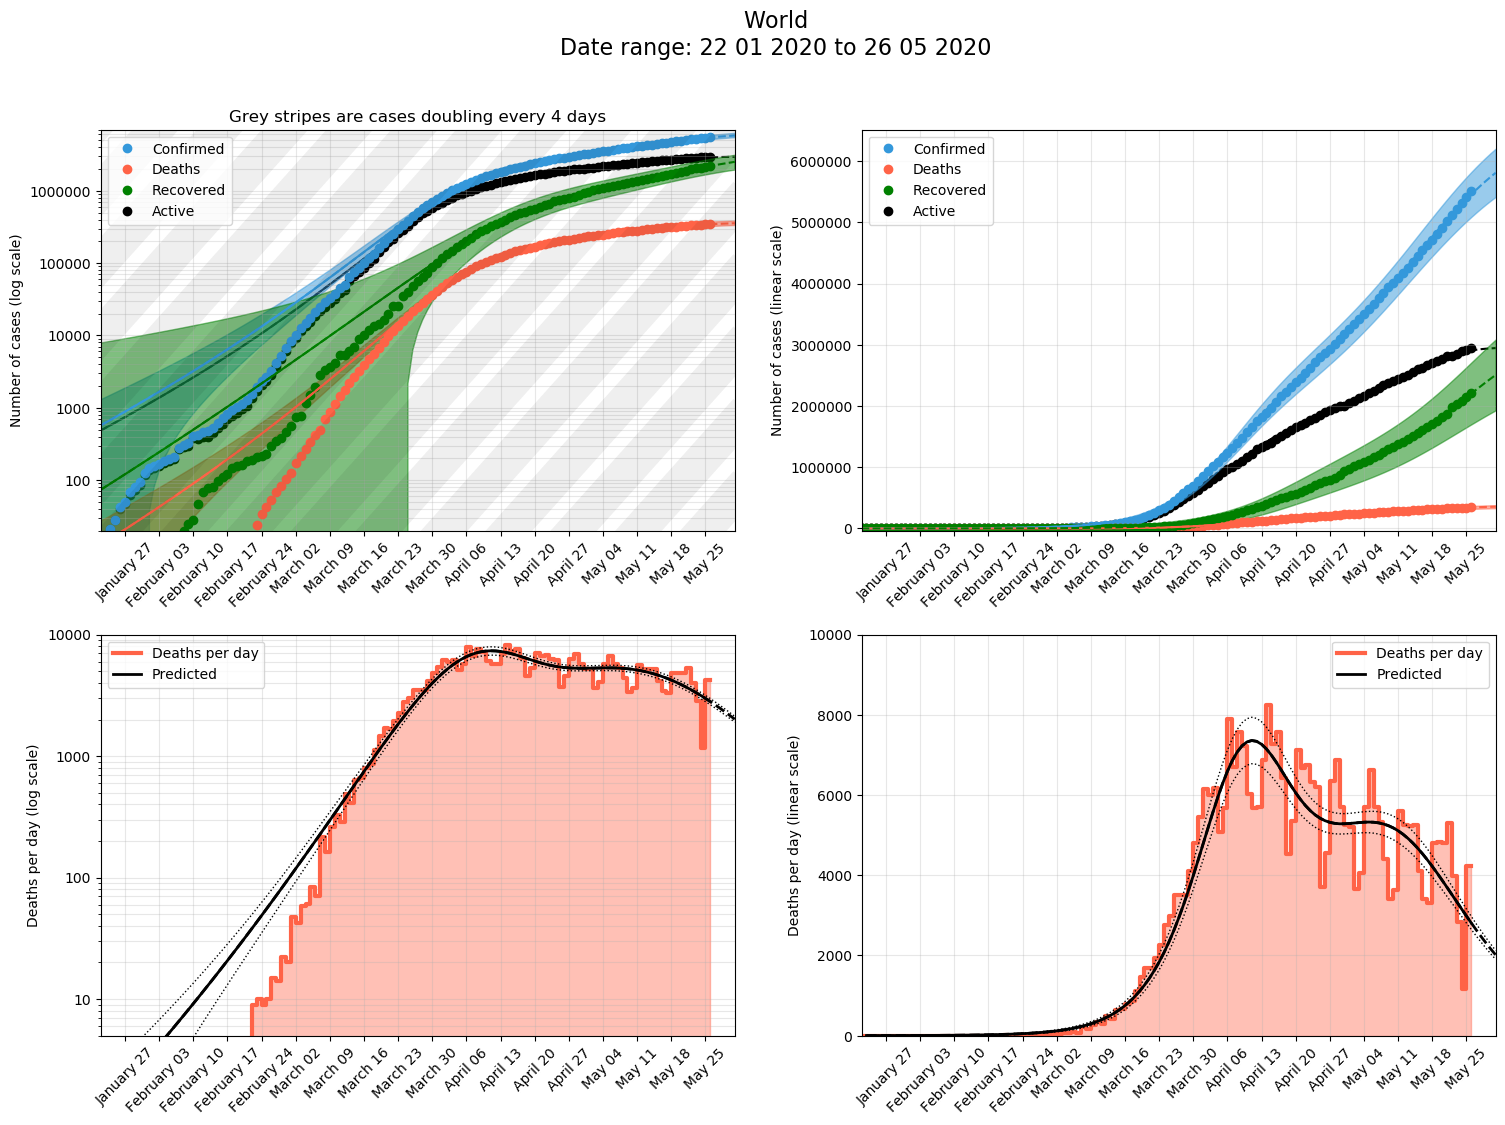 World
Date range: 22 01 2020 to 26 05 2020
Grey stripes are cases doubling every 4 days
Number of cases (log scale)
1000000
100000
10000
1000
100
Confirmed
Deaths
Recovered
Active
January 27
February 03
February 10
February 17
February 24
March 02
March 09
March 16
March 23
March 30
April 06
April 13
April 20
April 27
May 04
May 11
May 18
May 25
Number of cases (linear scale)
6000000
5000000
4000000
3000000
2000000
1000000
0
Confirmed
Deaths
Recovered
Active
January 27
February 03
February 10
February 17
February 24
March 02
March 09
March 16
March 23
March 30
April 06
April 13
April 20
April 27
May 04
May 11
May 18
May 25
Deaths per day (log scale)
10000
1000
100
10
Deaths per day
Predicted
January 27
February 03
February 10
February 17
February 24
March 02
March 09
March 16
March 23
March 30
April 06
April 13
April 20
April 27
May 04
May 11
May 18
May 25
Deaths per day (linear scale)
10000
8000
6000
4000
2000
0
Deaths per day
Predicted
January 27
February 03
February 10
February 17
February 24
March 02
March 09
March 16
March 23
March 30
April 06
April 13
April 20
April 27
May 04
May 11
May 18
May 25